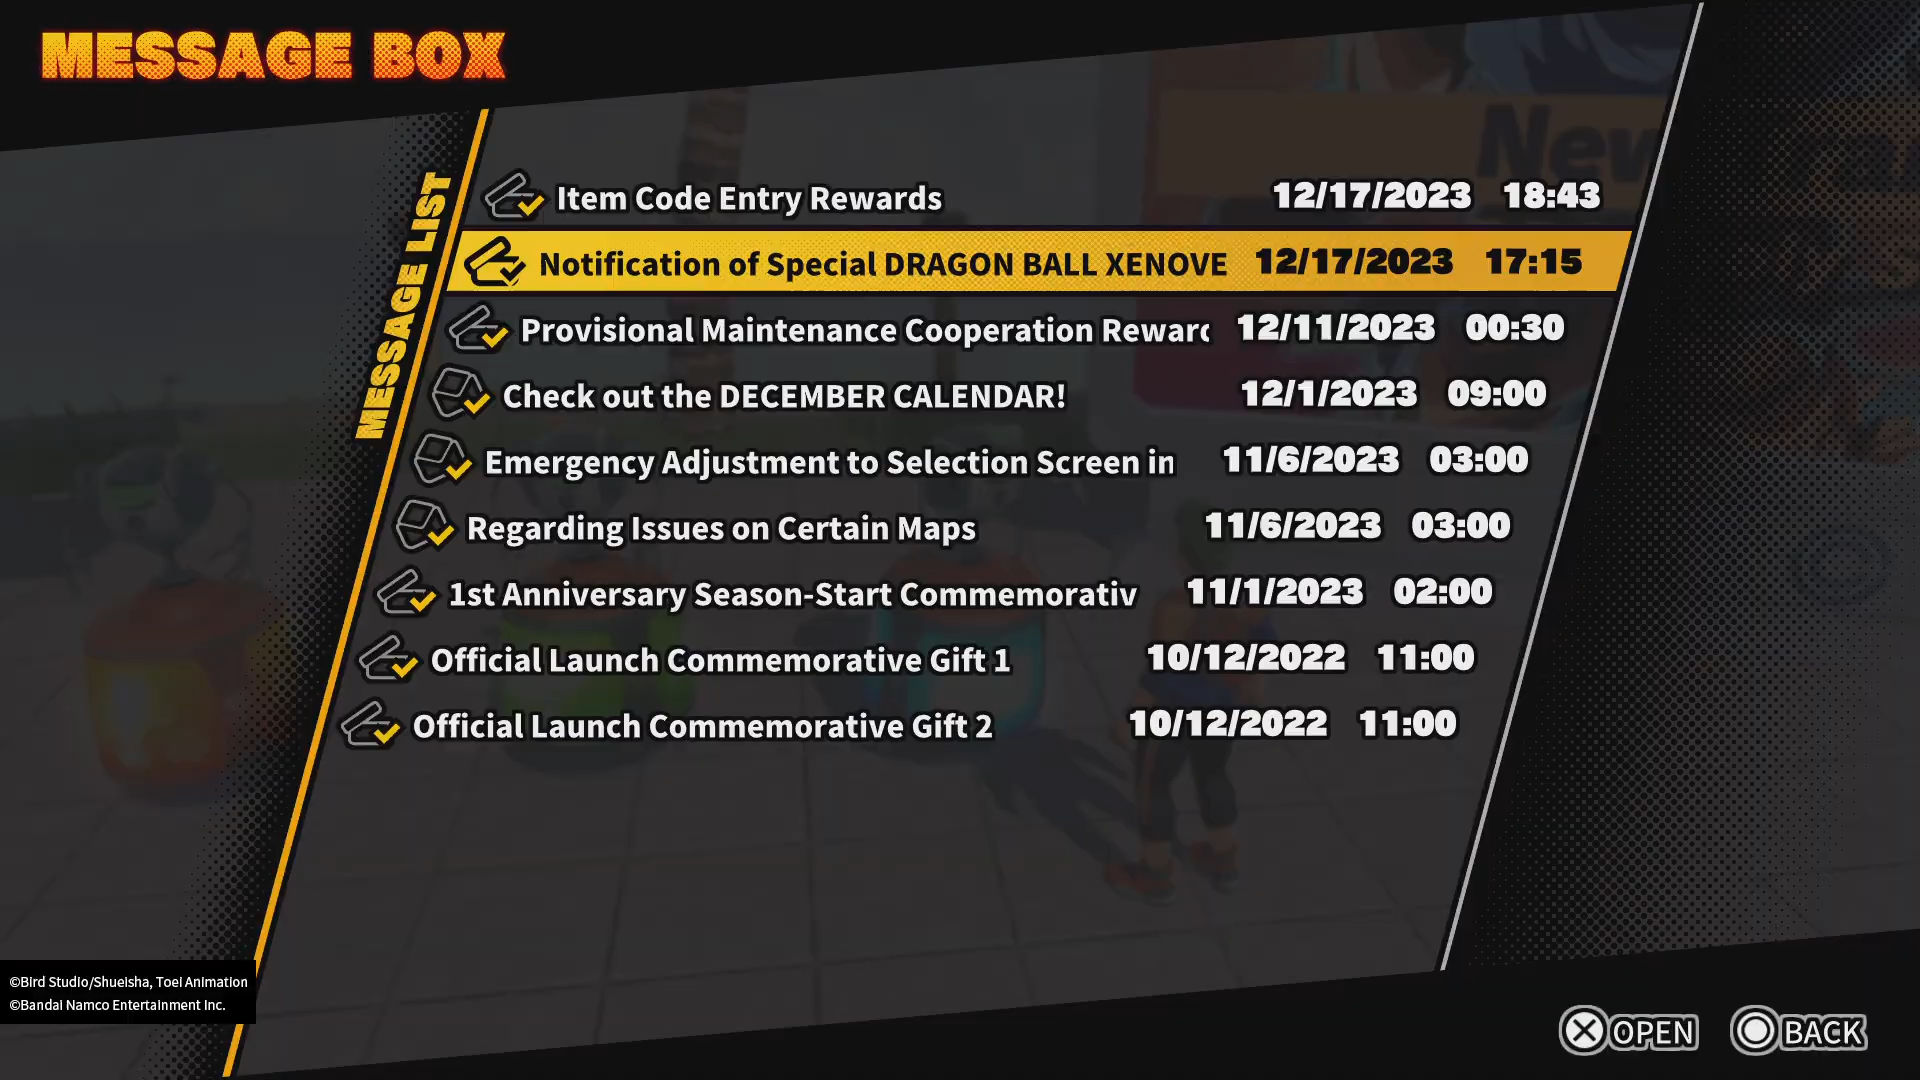 MESSAGE BOX
MESSAGE LIST
Item Code Entry Rewards 12/17/2023 18:43
Notification of Special DRAGON BALL XENOVE 12/17/2023 17:15
Provisional Maintenance Cooperation Reward 12/11/2023 00:30
Check out the DECEMBER CALENDAR! 12/1/2023 09:00
Emergency Adjustment to Selection Screen in 11/6/2023 03:00
Regarding Issues on Certain Maps 11/6/2023 03:00
1st Anniversary Season-Start Commemorativ 11/1/2023 02:00
Official Launch Commemorative Gift 1 10/12/2022 11:00
Official Launch Commemorative Gift 2 10/12/2022 11:00
New
©Bird Studio/Shueisha, Toei Animation
©Bandai Namco Entertainment Inc.
OPEN BACK